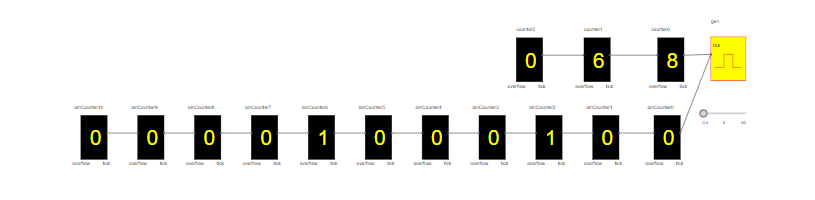 gen
counter2 counter1 counter0
tick
0 6 8
overflow tick overflow tick overflow tick
binCounter10 binCounter9 binCounter8 binCounter7 binCounter6 binCounter5 binCounter4 binCounter3 binCounter2 binCounter1 binCounter0
2
0 0 0 0 1 0 0 0 1 0 0
overflow tick overflow tick overflow tick overflow tick overflow tick overflow tick overflow tick overflow tick overflow tick overflow tick overflow tick